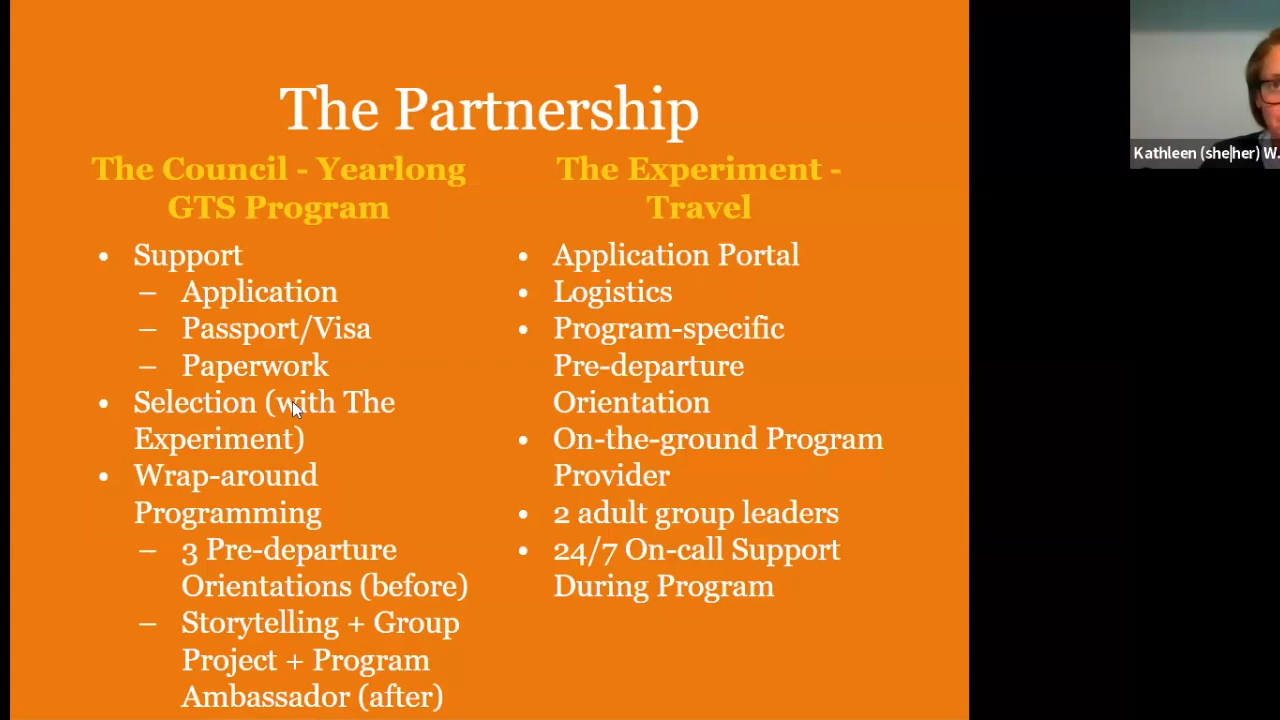 The Partnership
The Council - Yearlong
GTS Program
• Support
– Application
– Passport/Visa
– Paperwork
• Selection (with The
Experiment)
• Wrap-around
Programming
– 3 Pre-departure
Orientations (before)
– Storytelling + Group
Project + Program
Ambassador (after)
The Experiment -
Travel
• Application Portal
• Logistics
• Program-specific
Pre-departure
Orientation
• On-the-ground Program
Provider
• 2 adult group leaders
• 24/7 On-call Support
During Program
Kathleen (she|her) W.